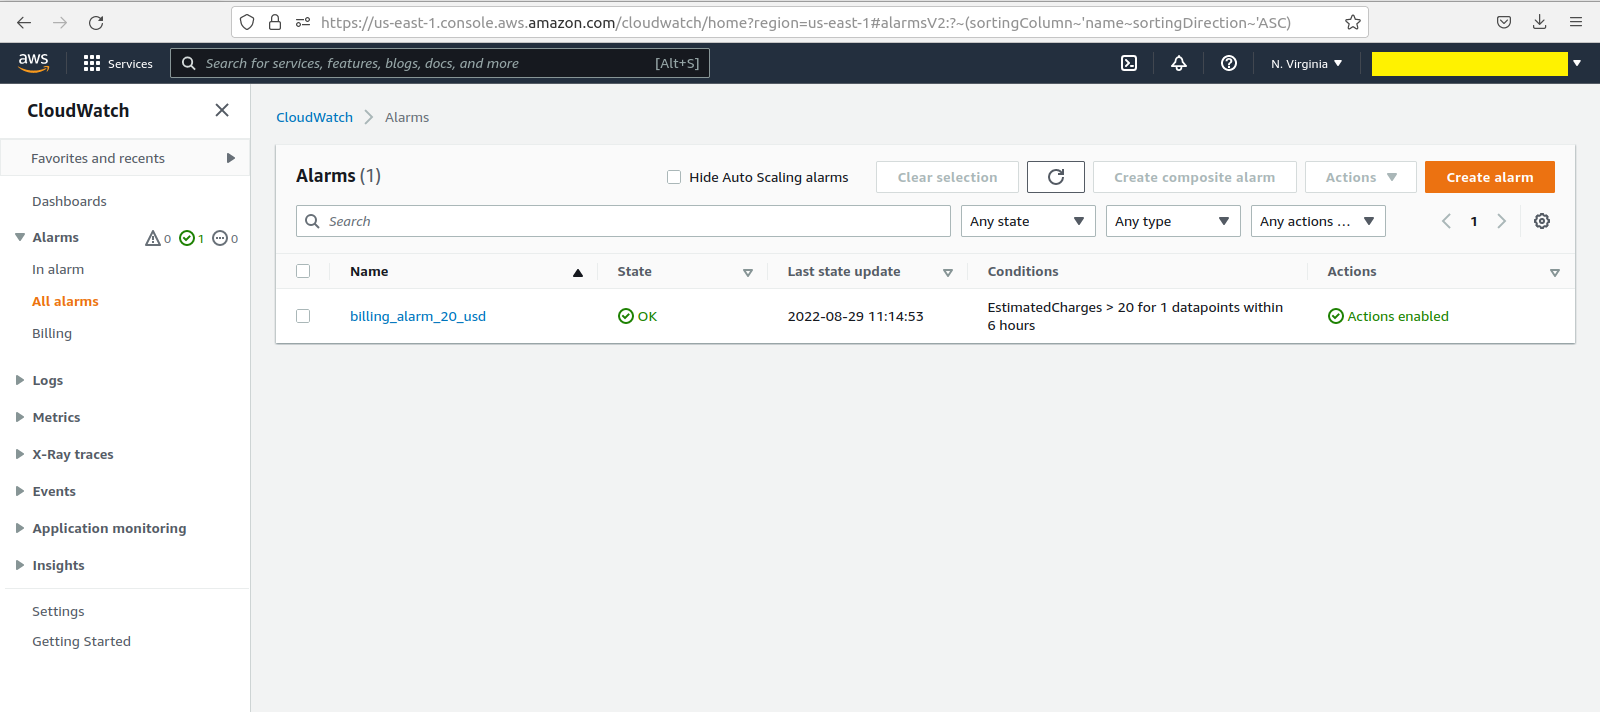 https://us-east-1.console.aws.amazon.com/cloudwatch/home?region=us-east-1#alarmsV2:?~(sortingColumn~'name~sortingDirection~'ASC)
aws
Services
Search for services, features, blogs, docs, and more
[Alt+S]
N. Virginia
CloudWatch
Favorites and recents
Dashboards
Alarms 0 1 0
In alarm
All alarms
Billing
Logs
Metrics
X-Ray traces
Events
Application monitoring
Insights
Settings
Getting Started
CloudWatch Alarms
Alarms (1)
Hide Auto Scaling alarms
Clear selection
Create composite alarm
Actions
Create alarm
Search
Any state
Any type
Any actions ...
1
Name State Last state update Conditions Actions
billing_alarm_20_usd OK 2022-08-29 11:14:53 EstimatedCharges > 20 for 1 datapoints within
6 hours
Actions enabled